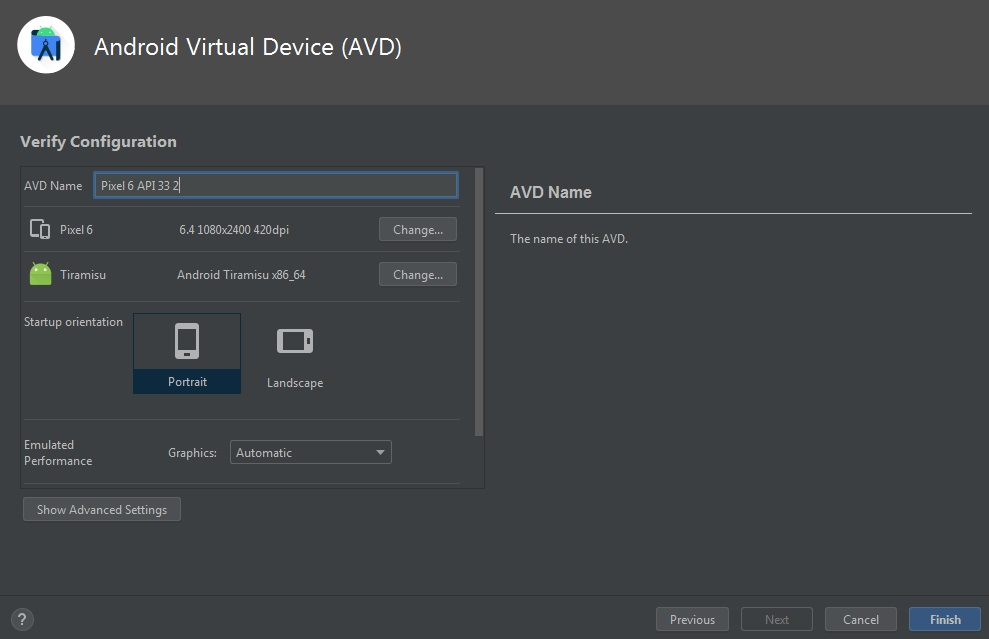 Android Virtual Device (AVD)
Verify Configuration
AVD Name Pixel 6 API 33 2
Pixel 6 6.4 1080x2400 420dpi Change...
Tiramisu Android Tiramisu x86_64 Change...
Startup orientation
Portrait
Landscape
Emulated
Performance
Graphics: Automatic
Show Advanced Settings
AVD Name
The name of this AVD.
? Previous Next Cancel Finish